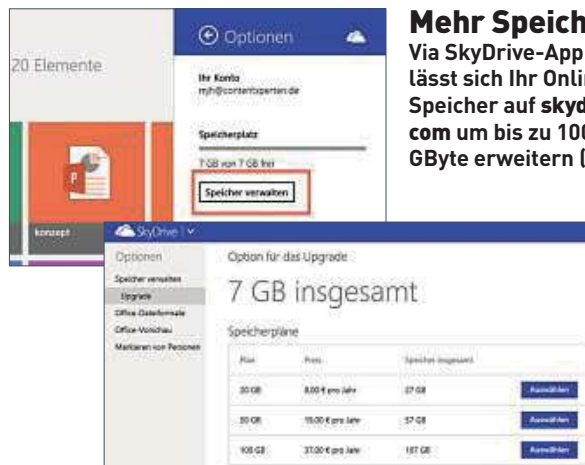 20 Elemente
konzept
Optionen
Ihr Konto
mjh@contentxperten.de
Speicherplatz
7 GB von 7 GB frei
Speicher verwalten
Mehr Speich
Via SkyDrive-App
lässt sich Ihr Onli
Speicher auf skyd
com um bis zu 100
GByte erweitern (
SkyDrive
Optionen
Speicher verwalten
Upgrade
Office-Dateiformate
Office-Vorschau
Markieren von Personen
Option für das Upgrade
7 GB insgesamt
Speicherpläne
Plan Preis Speicher insgesamt
20 GB 8,00 € pro Jahr 27 GB Auswählen
50 GB 19,00 € pro Jahr 57 GB Auswählen
100 GB 37,00 € pro Jahr 107 GB Auswählen